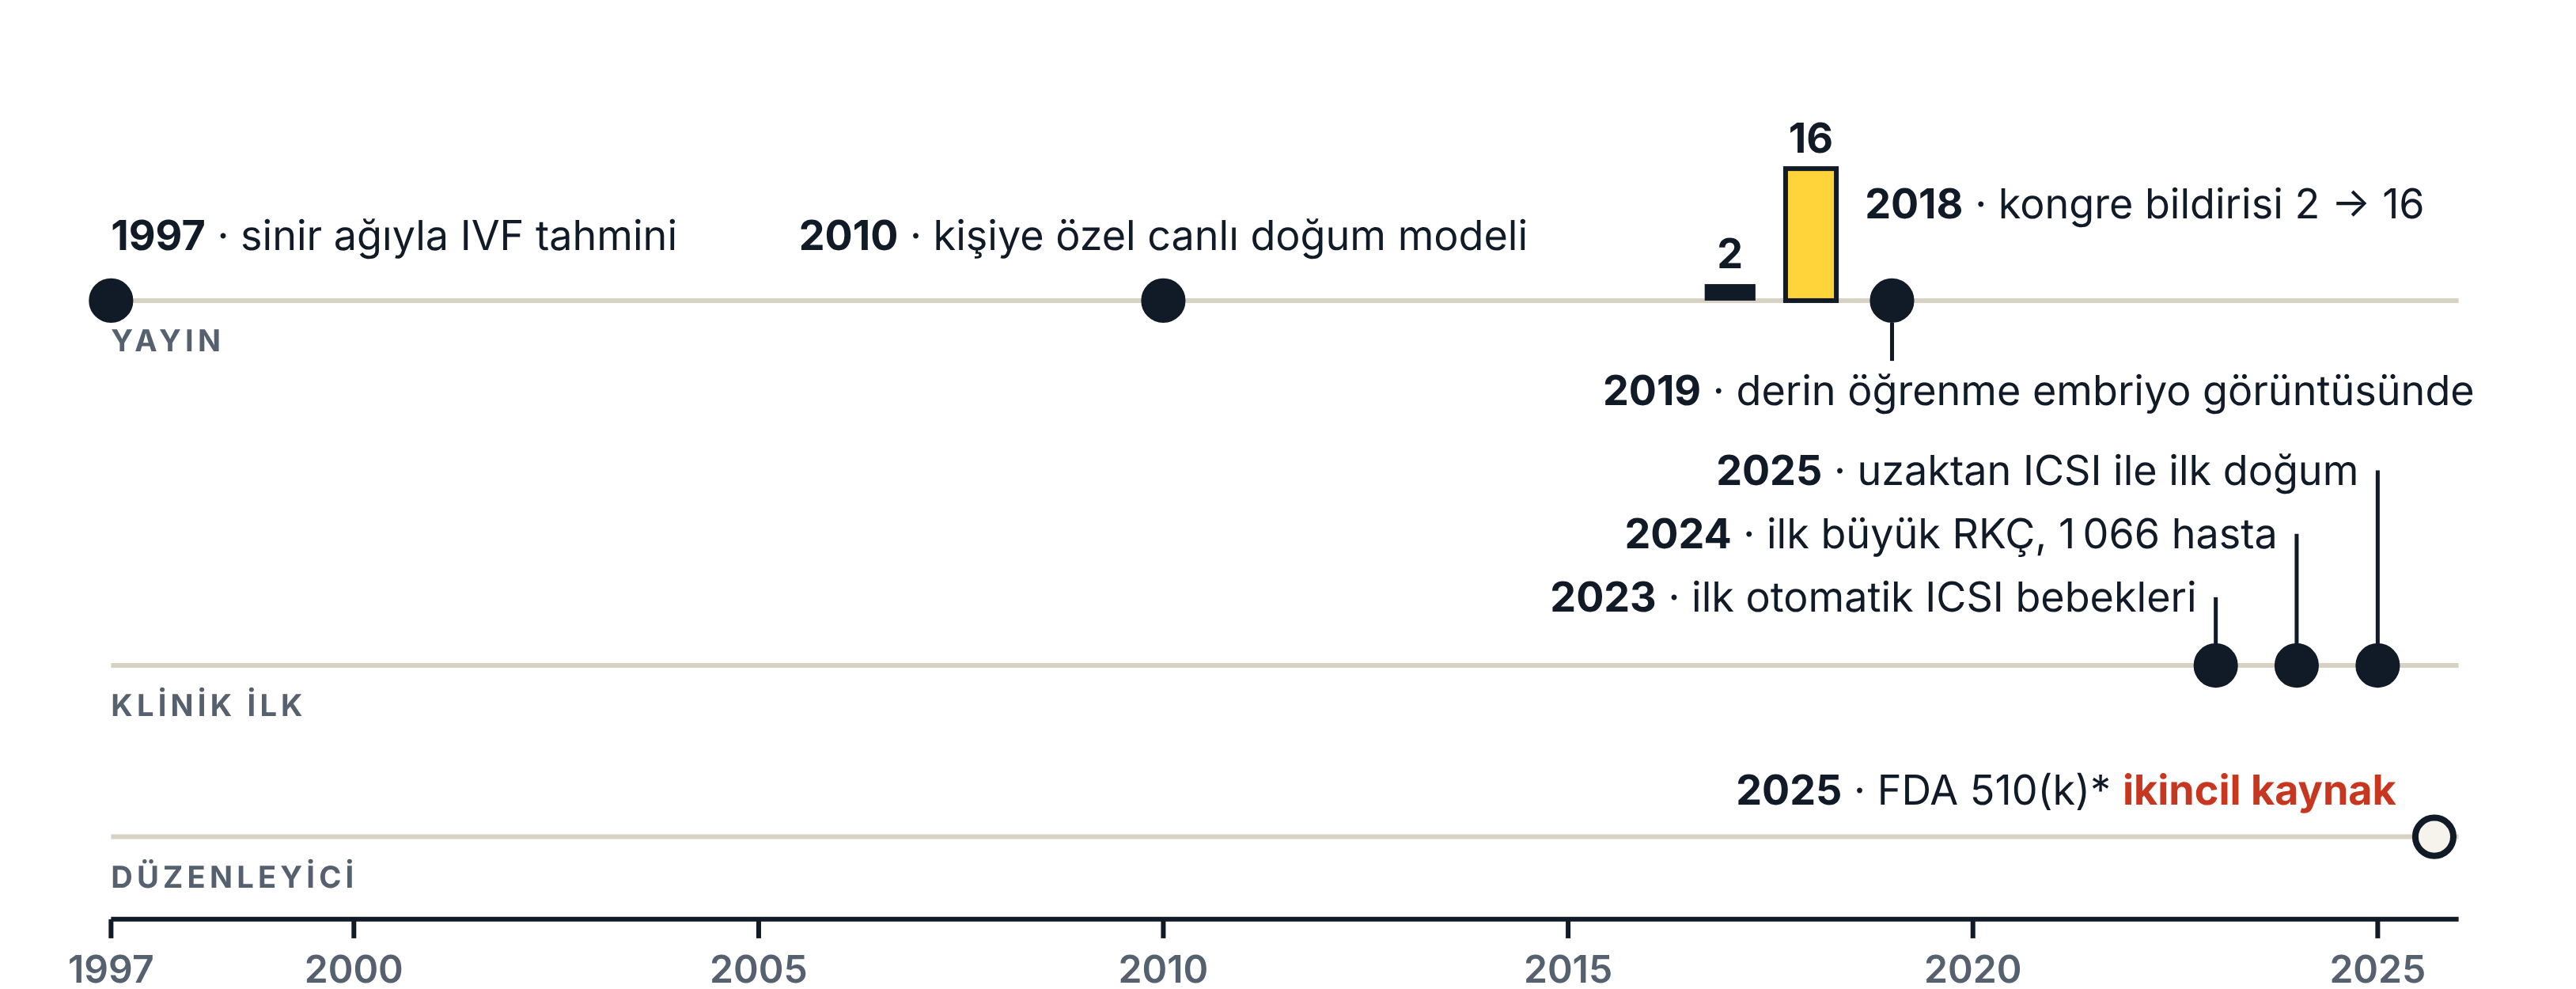 16
2018 · kongre bildirisi 2 → 16
1997 · sinir ağıyla IVF tahmini
2010 · kişiye özel canlı doğum modeli
2
YAYIN
2019 · derin öğrenme embriyo görüntüsünde
2025 · uzaktan ICSI ile ilk doğum
2024 · ilk büyük RKÇ, 1 066 hasta
2023 · ilk otomatik ICSI bebekleri
KLİNİK İLK
2025 · FDA 510(k)* ikincil kaynak
DÜZENLEYİCİ
1997 2000 2005 2010 2015 2020 2025